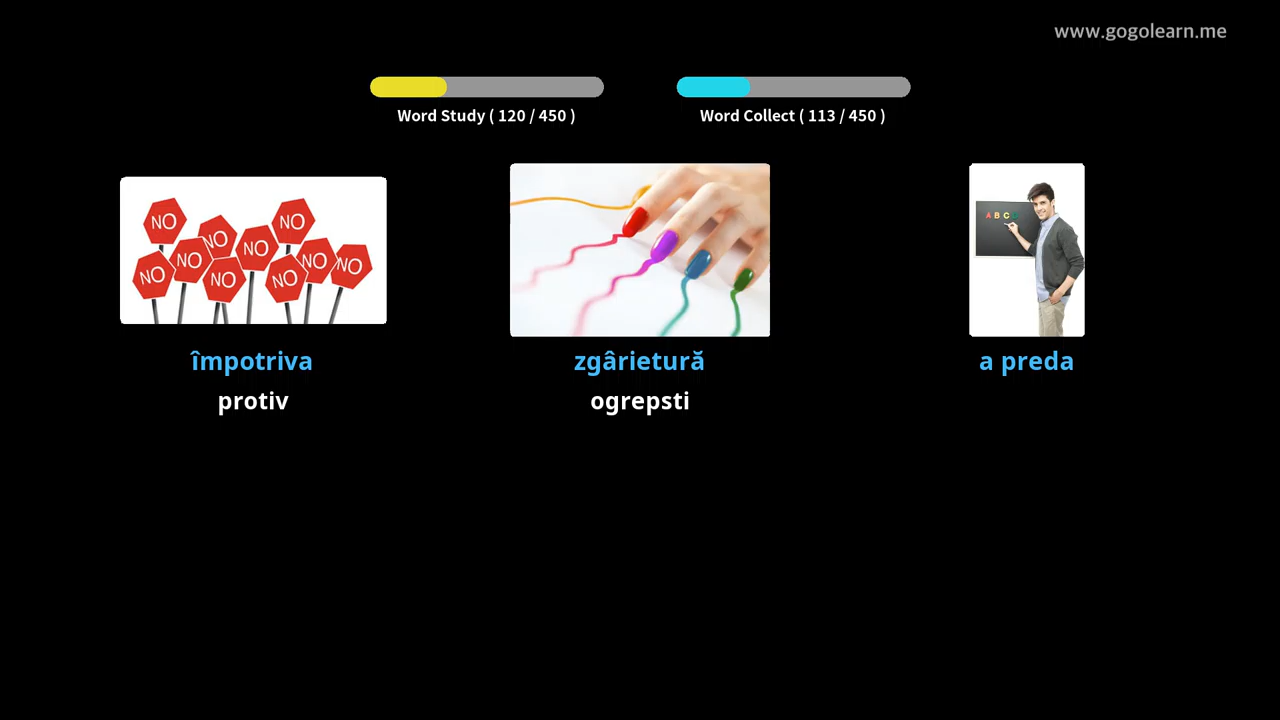 www.gogolearn.me
Word Study ( 120 / 450 )
Word Collect ( 113 / 450 )
NO
NO
NO
NO
NO
NO
NO
NO
NO
A B C D
împotriva
zgârietură
a preda
protiv
ogrepsti